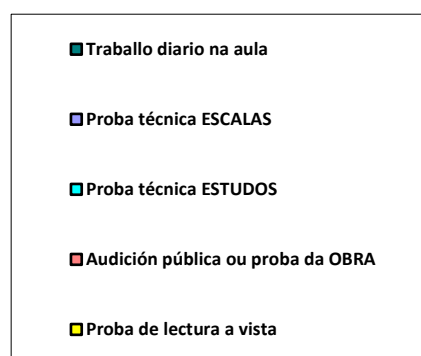 Traballo diario na aula
Proba técnica ESCALAS
Proba técnica ESTUDOS
Audición pública ou proba da OBRA
Proba de lectura a vista